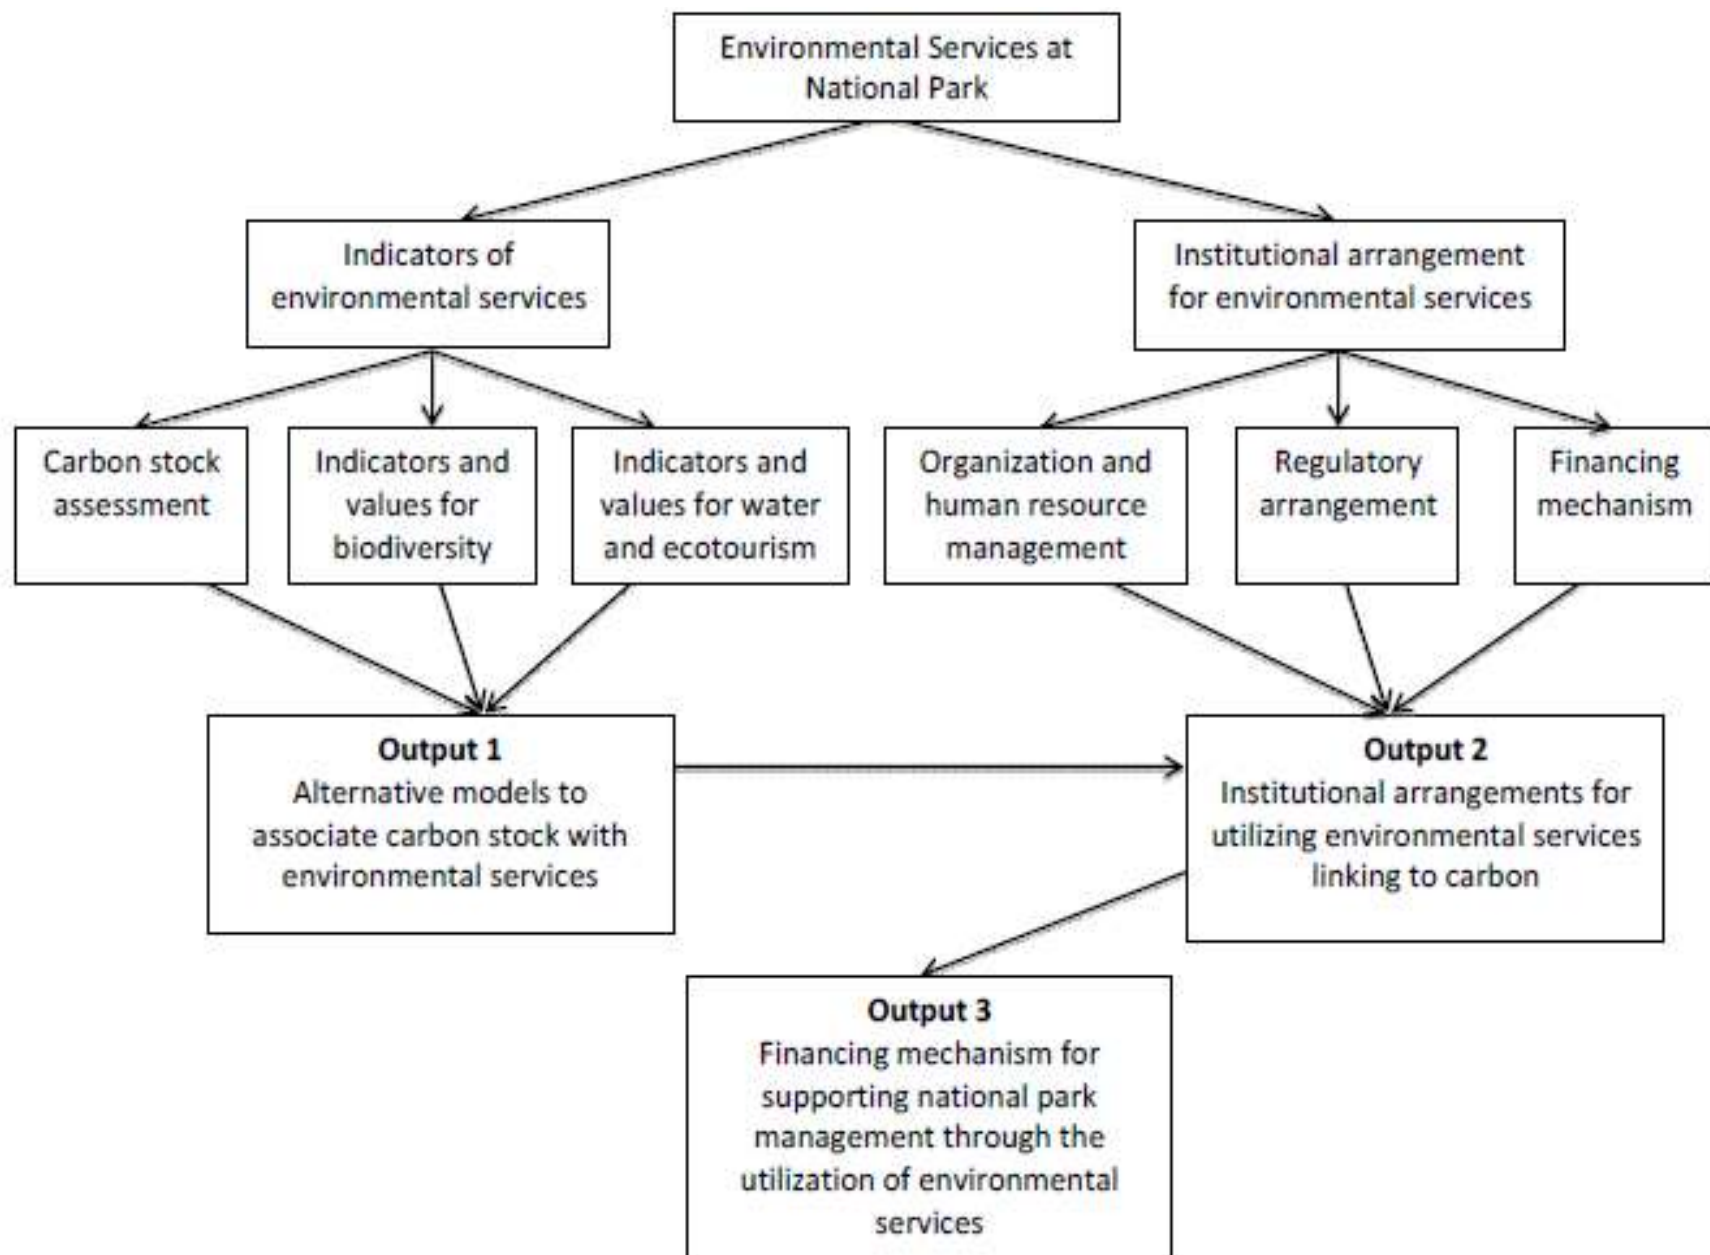 Environmental Services at
National Park
Indicators of
environmental services
Institutional arrangement
for environmental services
Carbon stock
assessment
Indicators and
values for
biodiversity
Indicators and
values for water
and ecotourism
Organization and
human resource
management
Regulatory
arrangement
Financing
mechanism
Output 1
Alternative models to
associate carbon stock with
environmental services
Output 2
Institutional arrangements for
utilizing environmental services
linking to carbon
Output 3
Financing mechanism for
supporting national park
management through the
utilization of environmental
services